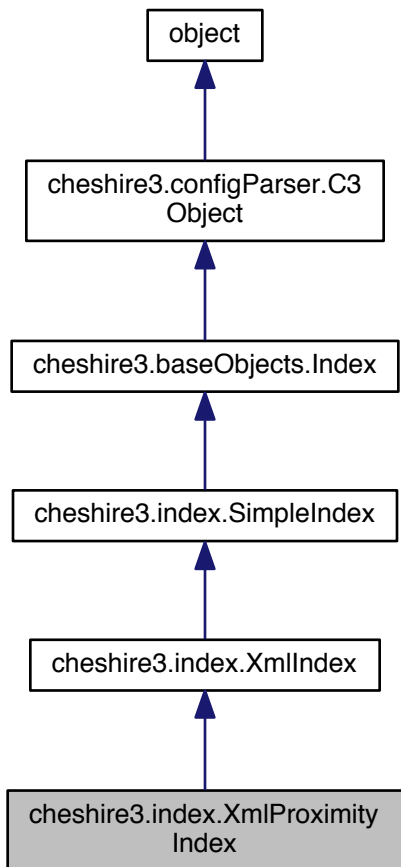 object
cheshire3.configParser.C3
Object
cheshire3.baseObjects.Index
cheshire3.index.SimpleIndex
cheshire3.index.XmlIndex
cheshire3.index.XmlProximity
Index